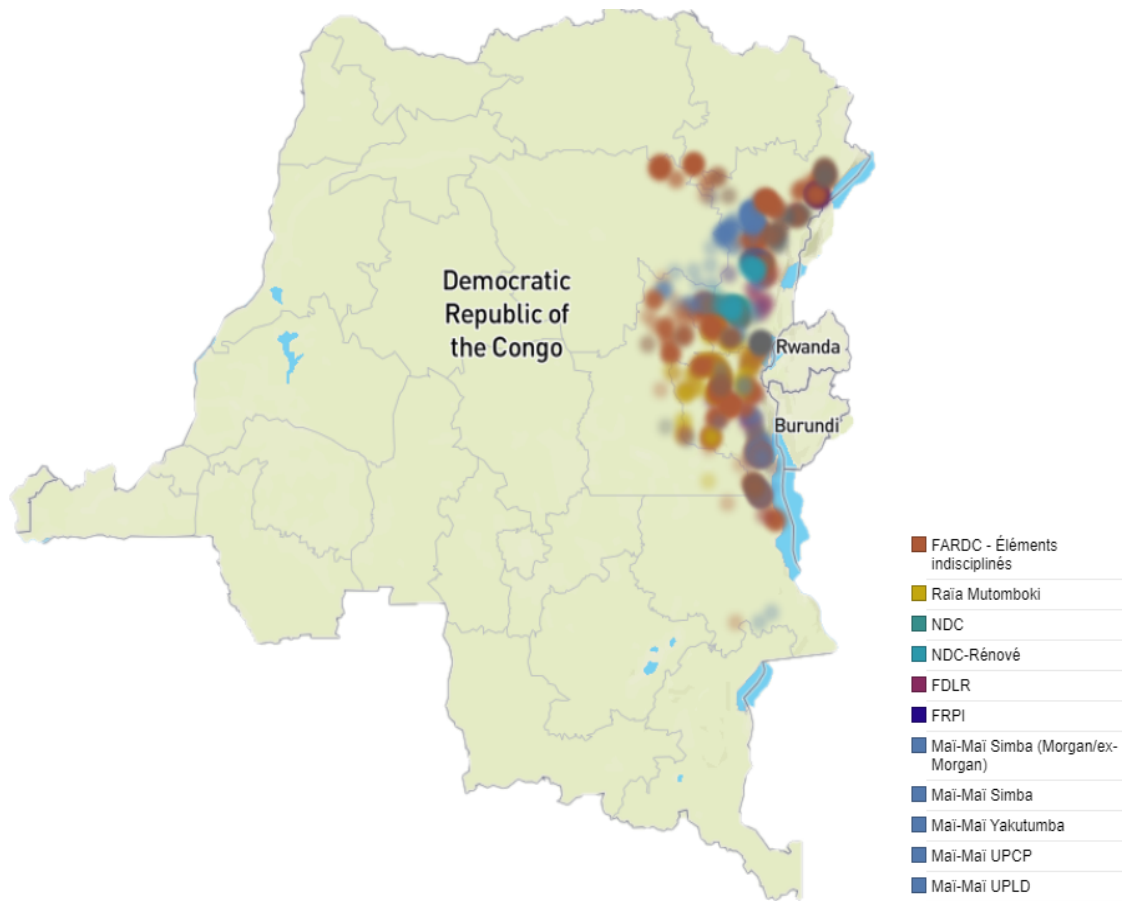 Democratic
Republic of
the Congo
Rwanda
Burundi
FARDC - Éléments
indisciplinés
Raïa Mutomboki
NDC
NDC-Rénové
FDLR
FRPI
Maï-Maï Simba (Morgan/ex-
Morgan)
Maï-Maï Simba
Maï-Maï Yakutumba
Maï-Maï UPCP
Maï-Maï UPLD